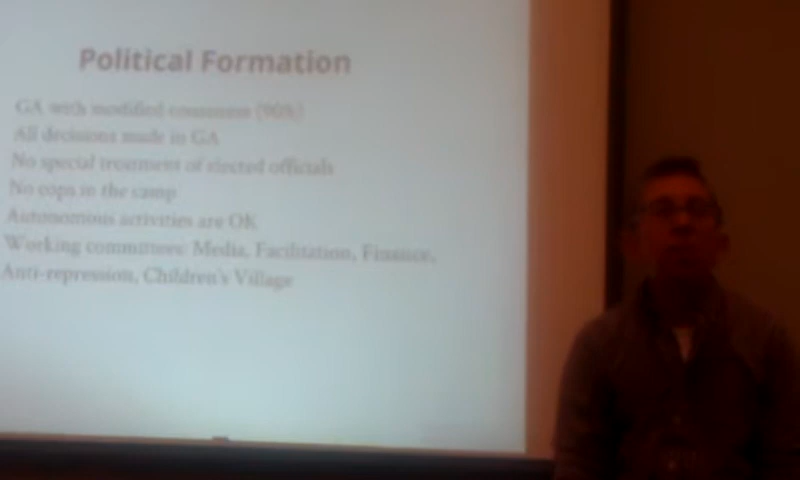 Political Formation
GA with modified consensus (90%)
All decisions made in GA
No special treatment of elected officials
No cops in the camp
Autonomous activities are OK
Working committees: Media, Facilitation, Finance,
Anti-repression, Children's Village